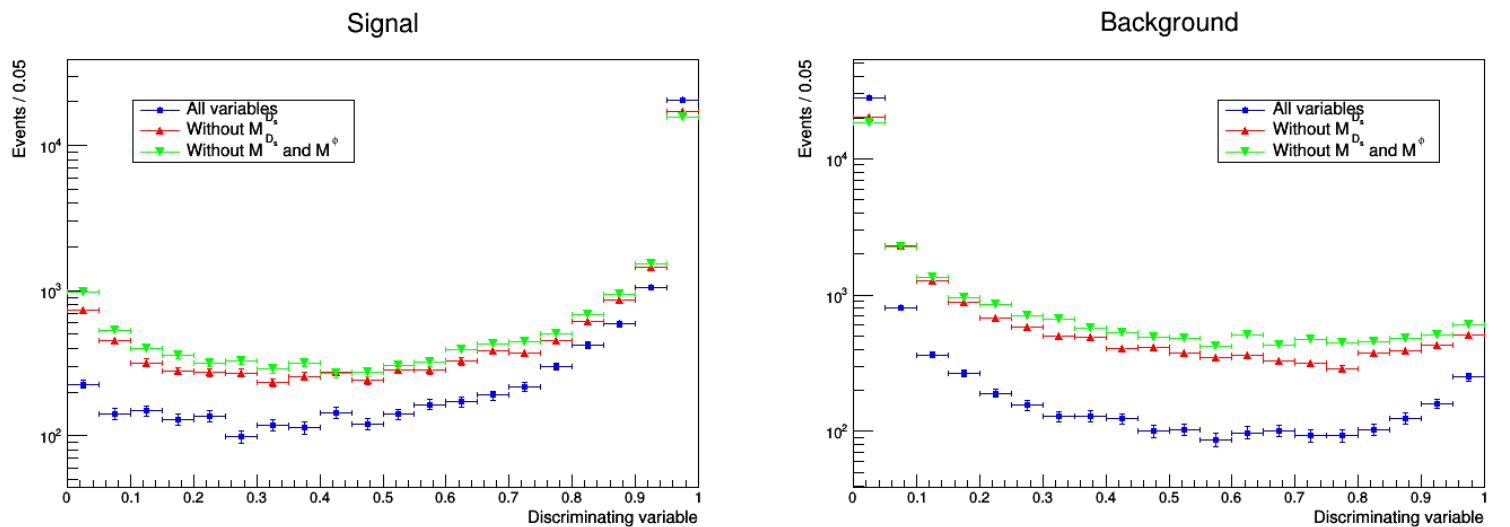 Signal
Events / 0.05
All variables
Without M^{D_s}
Without M^{D_s} and M^ϕ
10^4
10^3
10^2
0 0.1 0.2 0.3 0.4 0.5 0.6 0.7 0.8 0.9 1
Discriminating variable
Background
Events / 0.05
All variables
Without M^{D_s}
Without M^{D_s} and M^ϕ
10^4
10^3
10^2
0 0.1 0.2 0.3 0.4 0.5 0.6 0.7 0.8 0.9 1
Discriminating variable